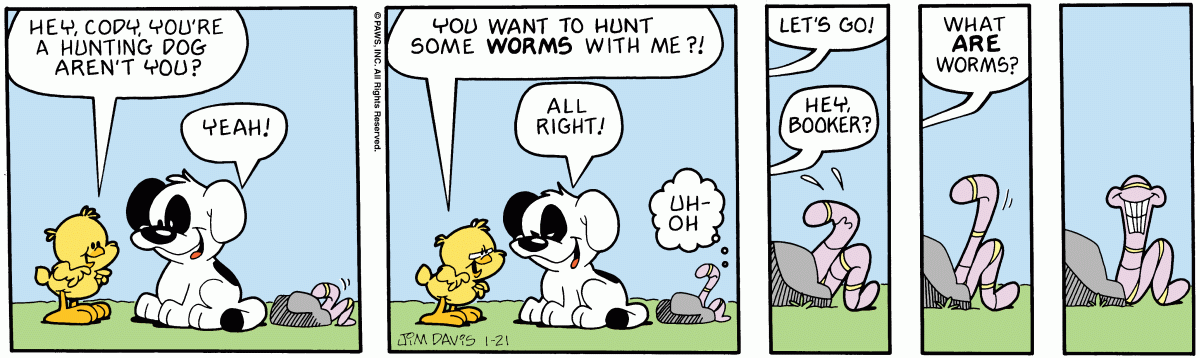 HEY, CODY, YOU'RE
A HUNTING DOG
AREN'T YOU?
YEAH!
© PAWS, INC. All Rights Reserved.
YOU WANT TO HUNT
SOME WORMS WITH ME?!
ALL
RIGHT!
UH-
OH
JIM DAVIS 1-21
LET'S GO!
HEY,
BOOKER?
WHAT
ARE
WORMS?